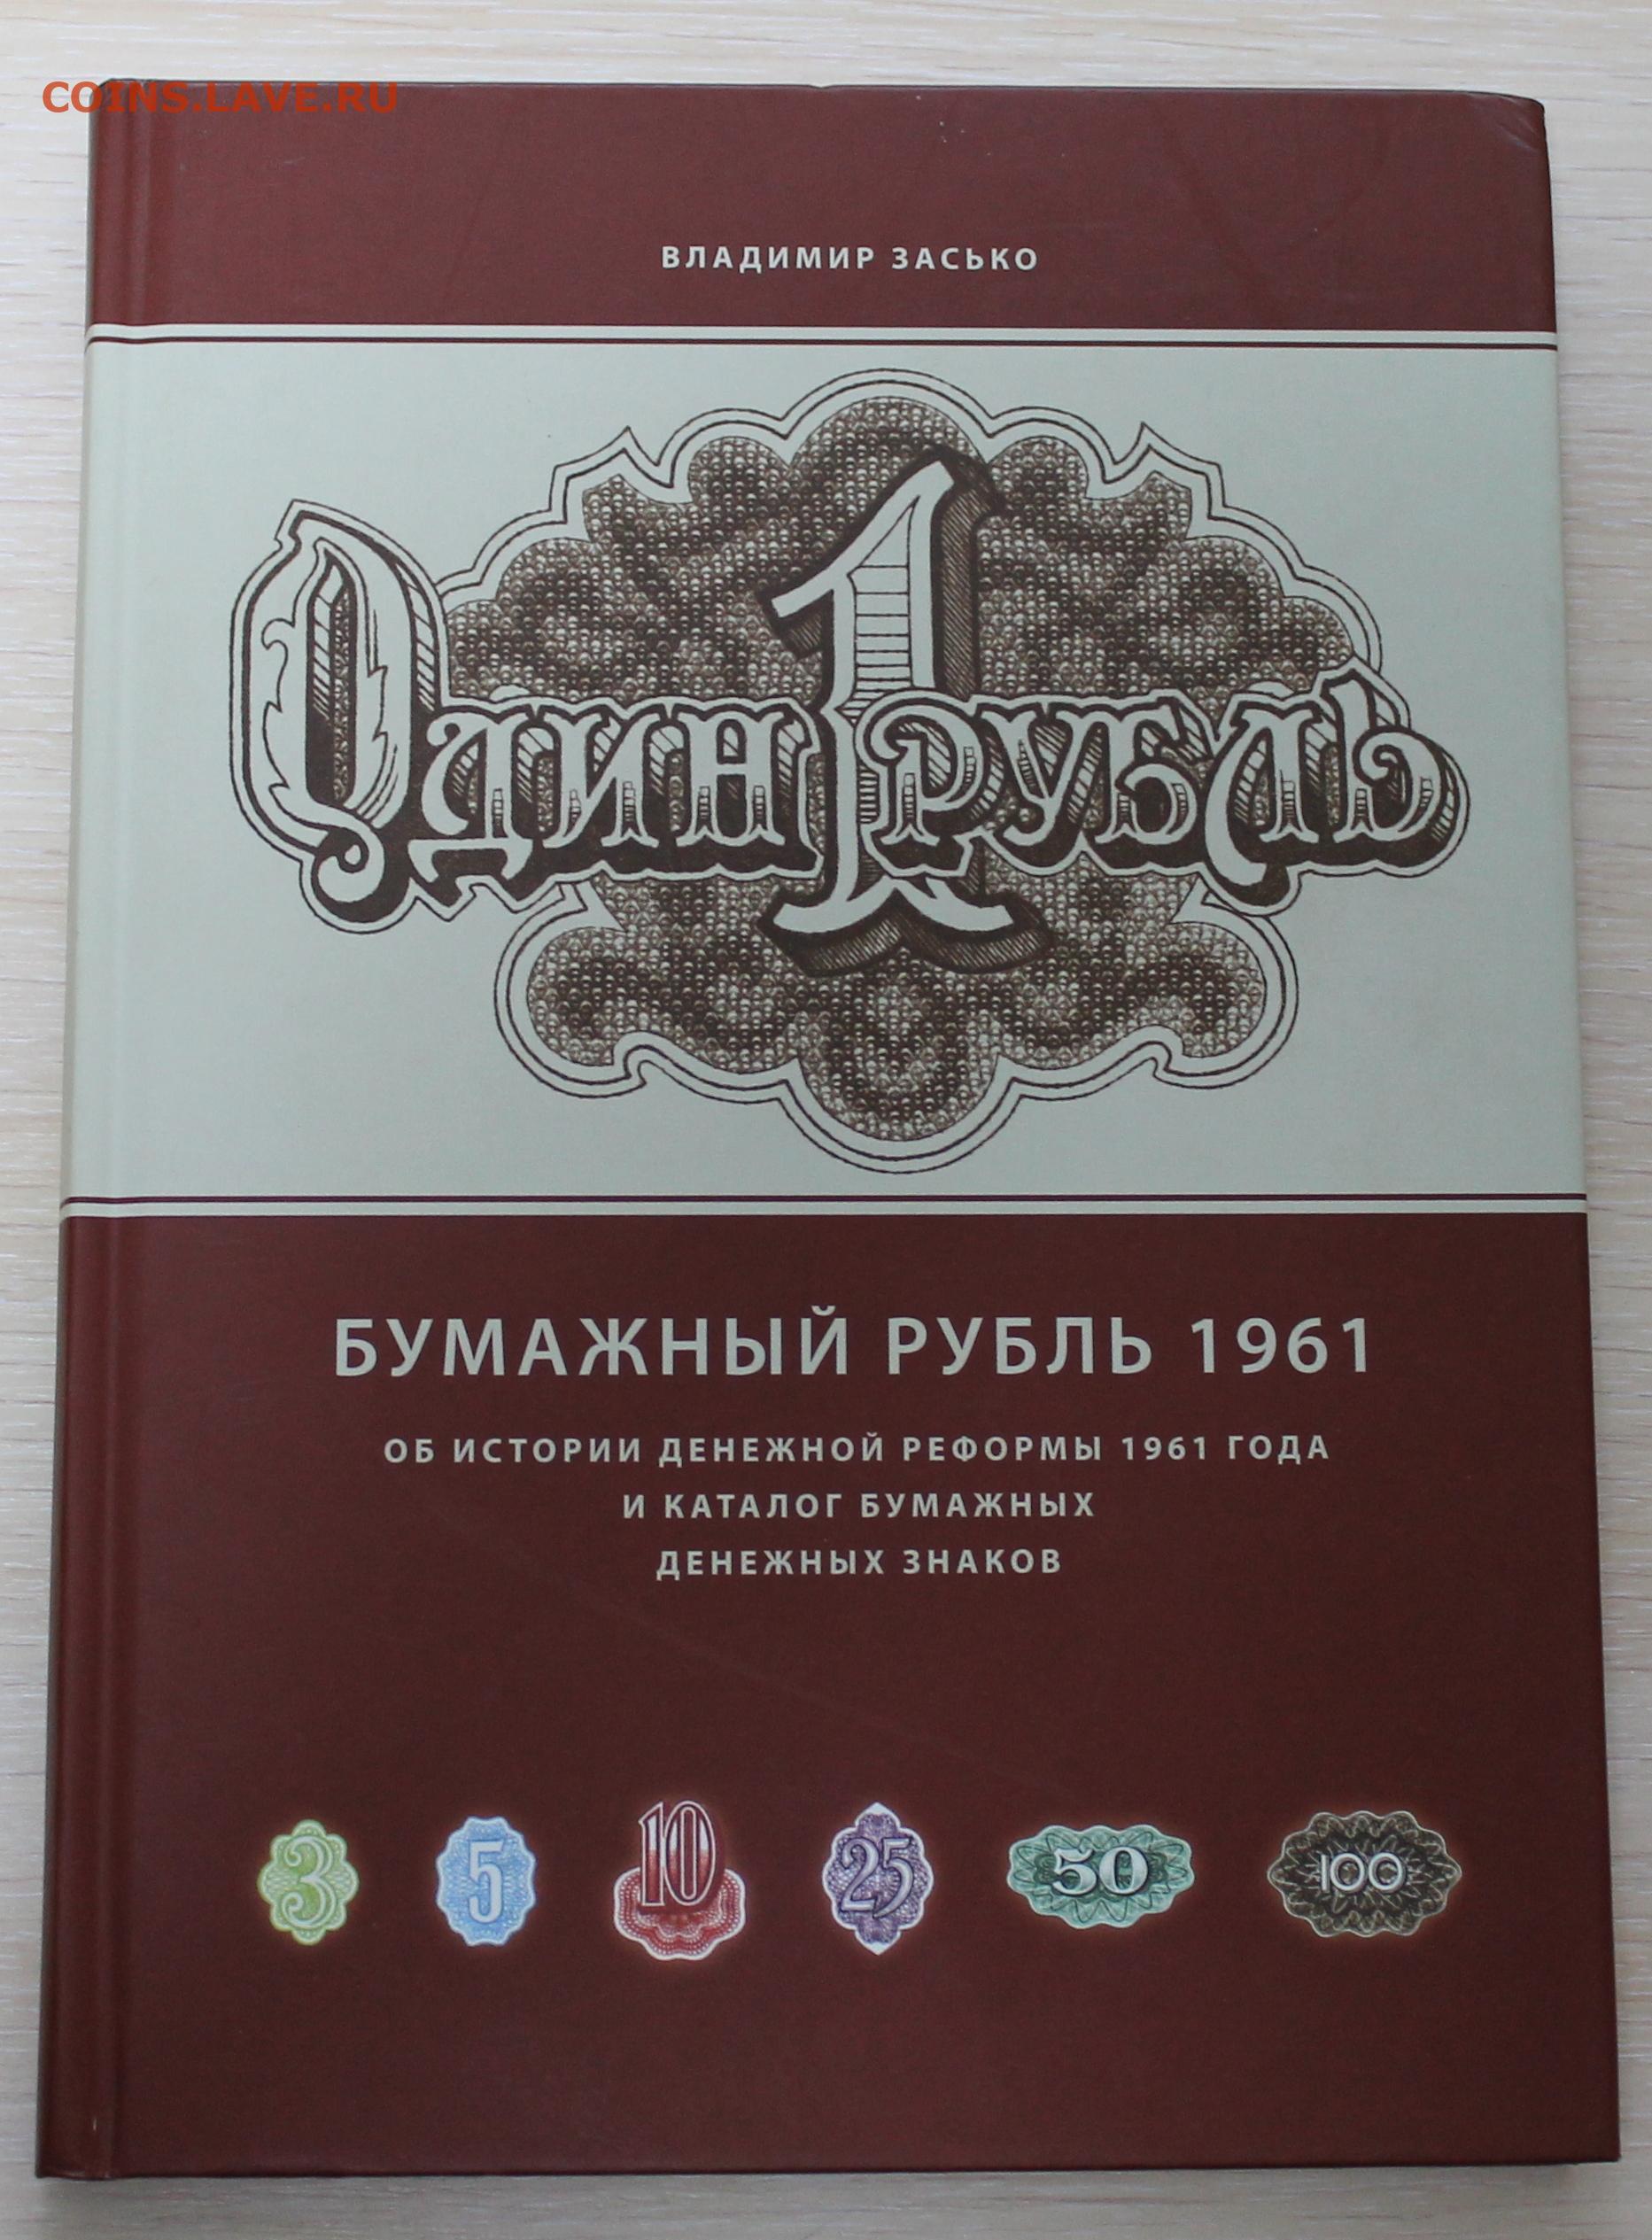 COINS.LAVE.RU
ВЛАДИМИР ЗАСЬКО
1
Один рубль
БУМАЖНЫЙ РУБЛЬ 1961
ОБ ИСТОРИИ ДЕНЕЖНОЙ РЕФОРМЫ 1961 ГОДА
И КАТАЛОГ БУМАЖНЫХ
ДЕНЕЖНЫХ ЗНАКОВ
3 5 10 25 50 100